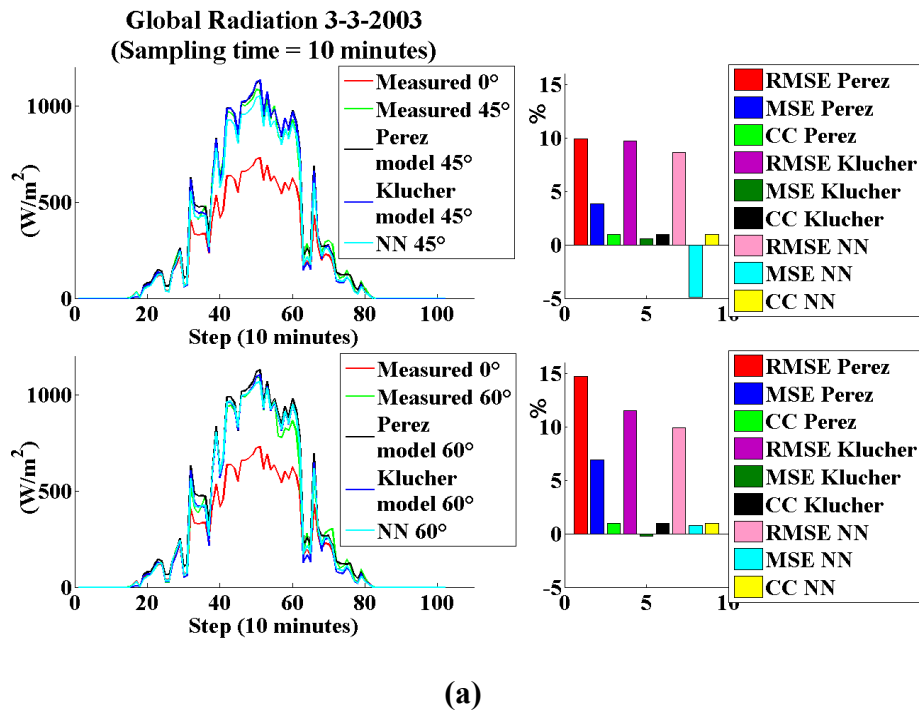 Global Radiation 3-3-2003
(Sampling time = 10 minutes)
(W/m²)
1000
500
0
0 20 40 60 80 100
Step (10 minutes)
Measured 0°
Measured 45°
Perez
model 45°
Klucher
model 45°
NN 45°
%
15
10
5
0
-5
0 5 10
RMSE Perez
MSE Perez
CC Perez
RMSE Klucher
MSE Klucher
CC Klucher
RMSE NN
MSE NN
CC NN
(W/m²)
1000
500
0
0 20 40 60 80 100
Step (10 minutes)
Measured 0°
Measured 60°
Perez
model 60°
Klucher
model 60°
NN 60°
%
15
10
5
0
-5
0 5 10
RMSE Perez
MSE Perez
CC Perez
RMSE Klucher
MSE Klucher
CC Klucher
RMSE NN
MSE NN
CC NN
(a)